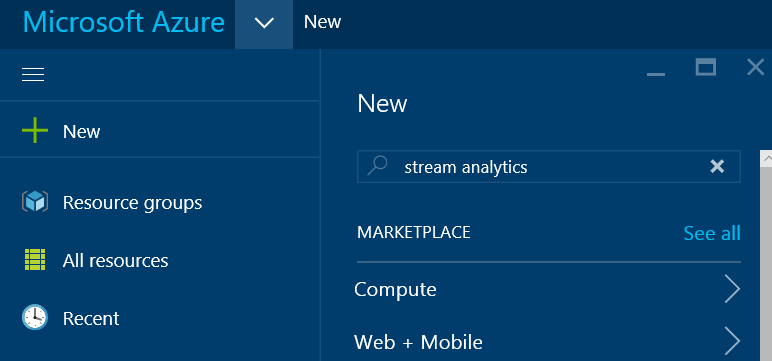 Microsoft Azure
New
New
New
stream analytics
Resource groups
MARKETPLACE
See all
All resources
Compute
Recent
Web + Mobile